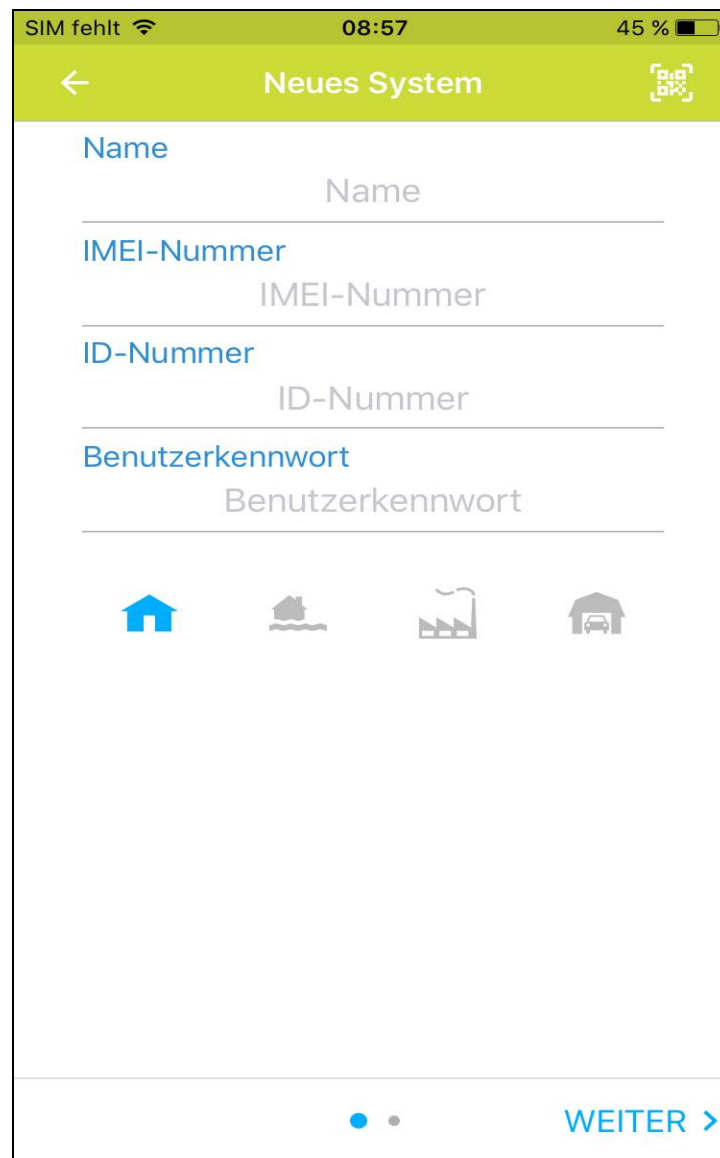 SIM fehlt 08:57 45 %
Neues System
Name
Name
IMEI-Nummer
IMEI-Nummer
ID-Nummer
ID-Nummer
Benutzerkennwort
Benutzerkennwort
WEITER >